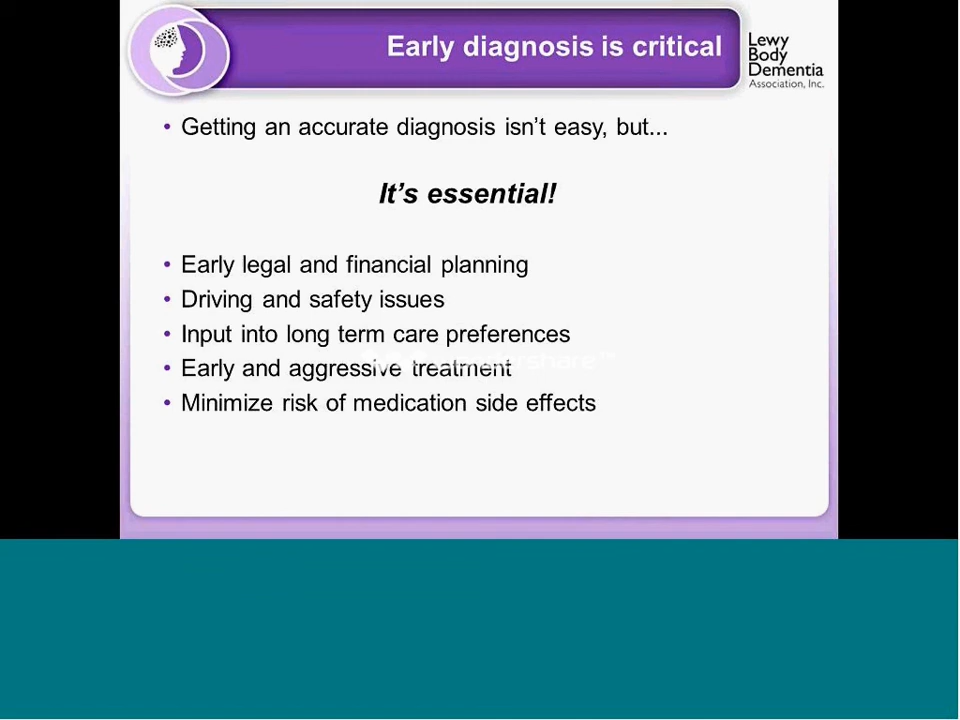 Early diagnosis is critical
Lewy
Body
Dementia
Association, Inc.
• Getting an accurate diagnosis isn’t easy, but...
It’s essential!
• Early legal and financial planning
• Driving and safety issues
• Input into long term care preferences
• Early and aggressive treatment
wondershare™
• Minimize risk of medication side effects